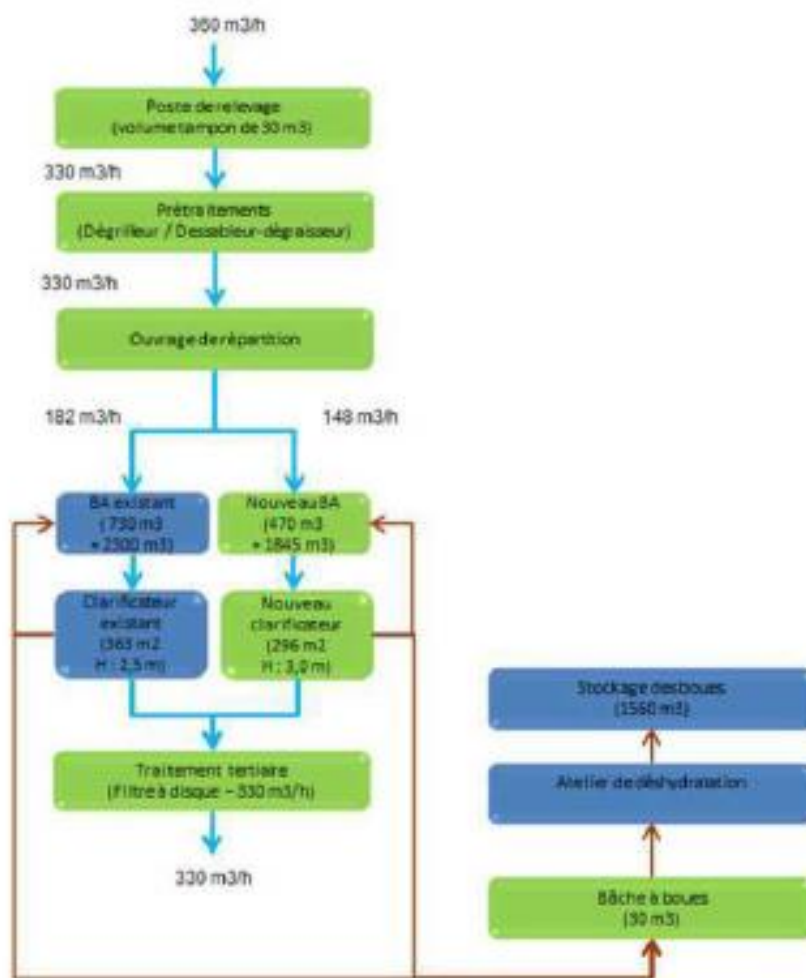 360 m3/h
Poste de relevage
(volume tampon de 30 m3)
330 m3/h
Prétraitements
(Dégrilleur / Dessableur-dégraisseur)
330 m3/h
Ouvrage de répartition
182 m3/h
148 m3/h
BA existant
(730 m3
+ 2300 m3)
Nouveau BA
(470 m3
+ 1845 m3)
Clarificateur
existant
(363 m2
H : 2,5 m)
Nouveau
clarificateur
(296 m2
H : 3,0 m)
Traitement tertiaire
(Filtre à disque – 330 m3/h)
330 m3/h
Stockage des boues
(1560 m3)
Atelier de déshydratation
Bâche à boues
(30 m3)